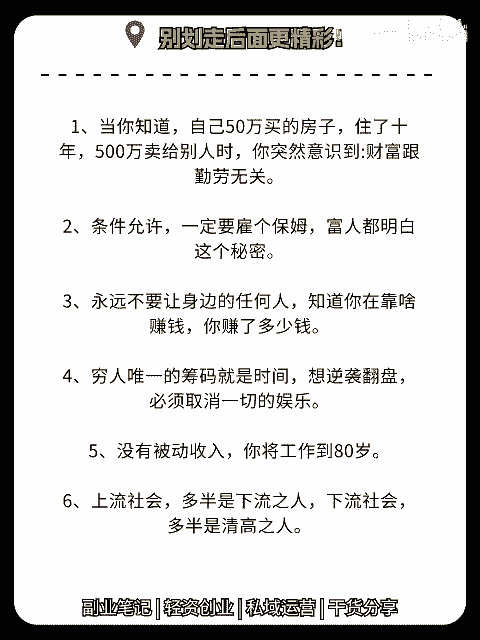 别划走后面更精彩!
1、当你知道，自己50万买的房子，住了十
年，500万卖给别人时，你突然意识到:财富跟
勤劳无关。
2、条件允许，一定要雇个保姆，富人都明白
这个秘密。
3、永远不要让身边的任何人，知道你在靠啥
赚钱，你赚了多少钱。
4、穷人唯一的筹码就是时间，想逆袭翻盘，
必须取消一切的娱乐。
5、没有被动收入，你将工作到80岁。
6、上流社会，多半是下流之人，下流社会，
多半是清高之人。
副业笔记|轻资创业|私域运营|干货分享